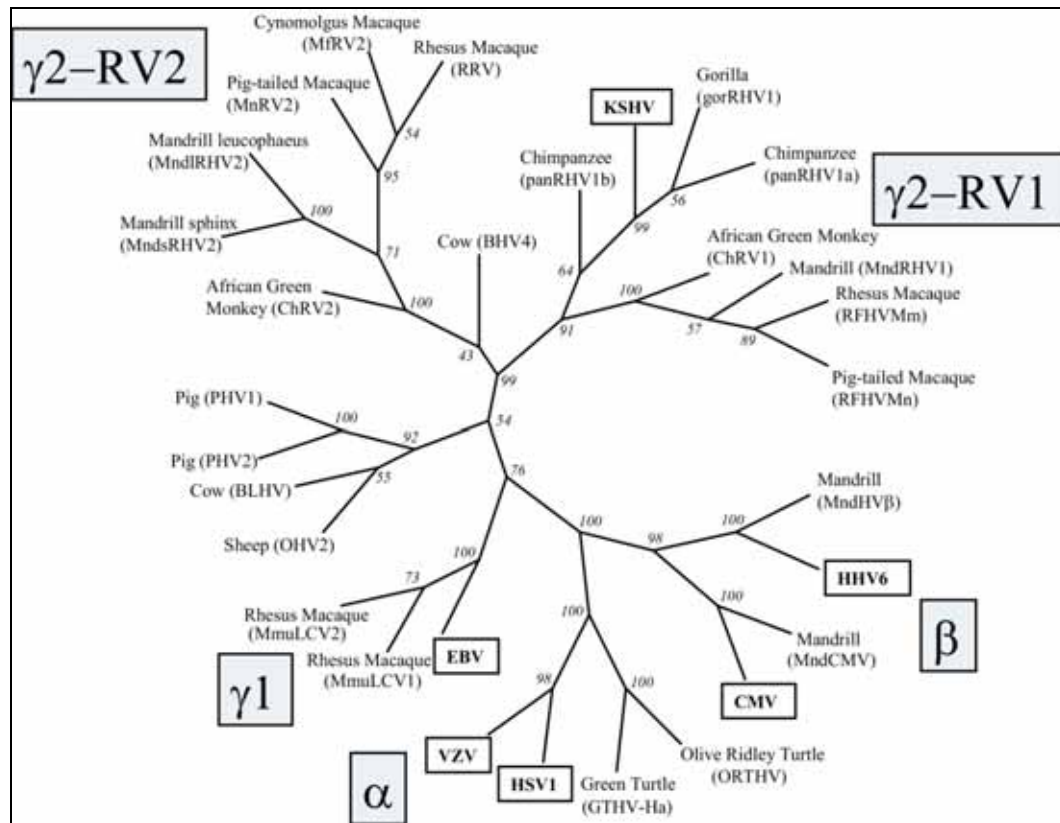 γ2–RV2
Cynomolgus Macaque
(MfRV2)
Rhesus Macaque
(RRV)
Pig-tailed Macaque
(MnRV2)
54
95
Mandrill leucophaeus
(MndlRHV2)
100
Mandrill sphinx
(MndsRHV2)
71
African Green
Monkey (ChRV2)
100
Cow (BHV4)
43
KSHV
Gorilla
(gorRHV1)
Chimpanzee
(panRHV1b)
Chimpanzee
(panRHV1a)
56
99
64
γ2–RV1
African Green Monkey
(ChRV1)
100
Mandrill (MndRHV1)
Rhesus Macaque
(RFHVMm)
57
89
91
Pig-tailed Macaque
(RFHVMn)
99
54
Pig (PHV1)
100
92
Pig (PHV2)
Cow (BLHV)
55
Sheep (OHV2)
76
100
98
Mandrill
(MndHVβ)
100
HHV6
100
Mandrill
(MndCMV)
CMV
β
100
73
Rhesus Macaque
(MmuLCV2)
Rhesus Macaque
(MmuLCV1)
EBV
γ1
100
98
100
VZV
HSV1
Green Turtle
(GTHV-Ha)
Olive Ridley Turtle
(ORTHV)
α